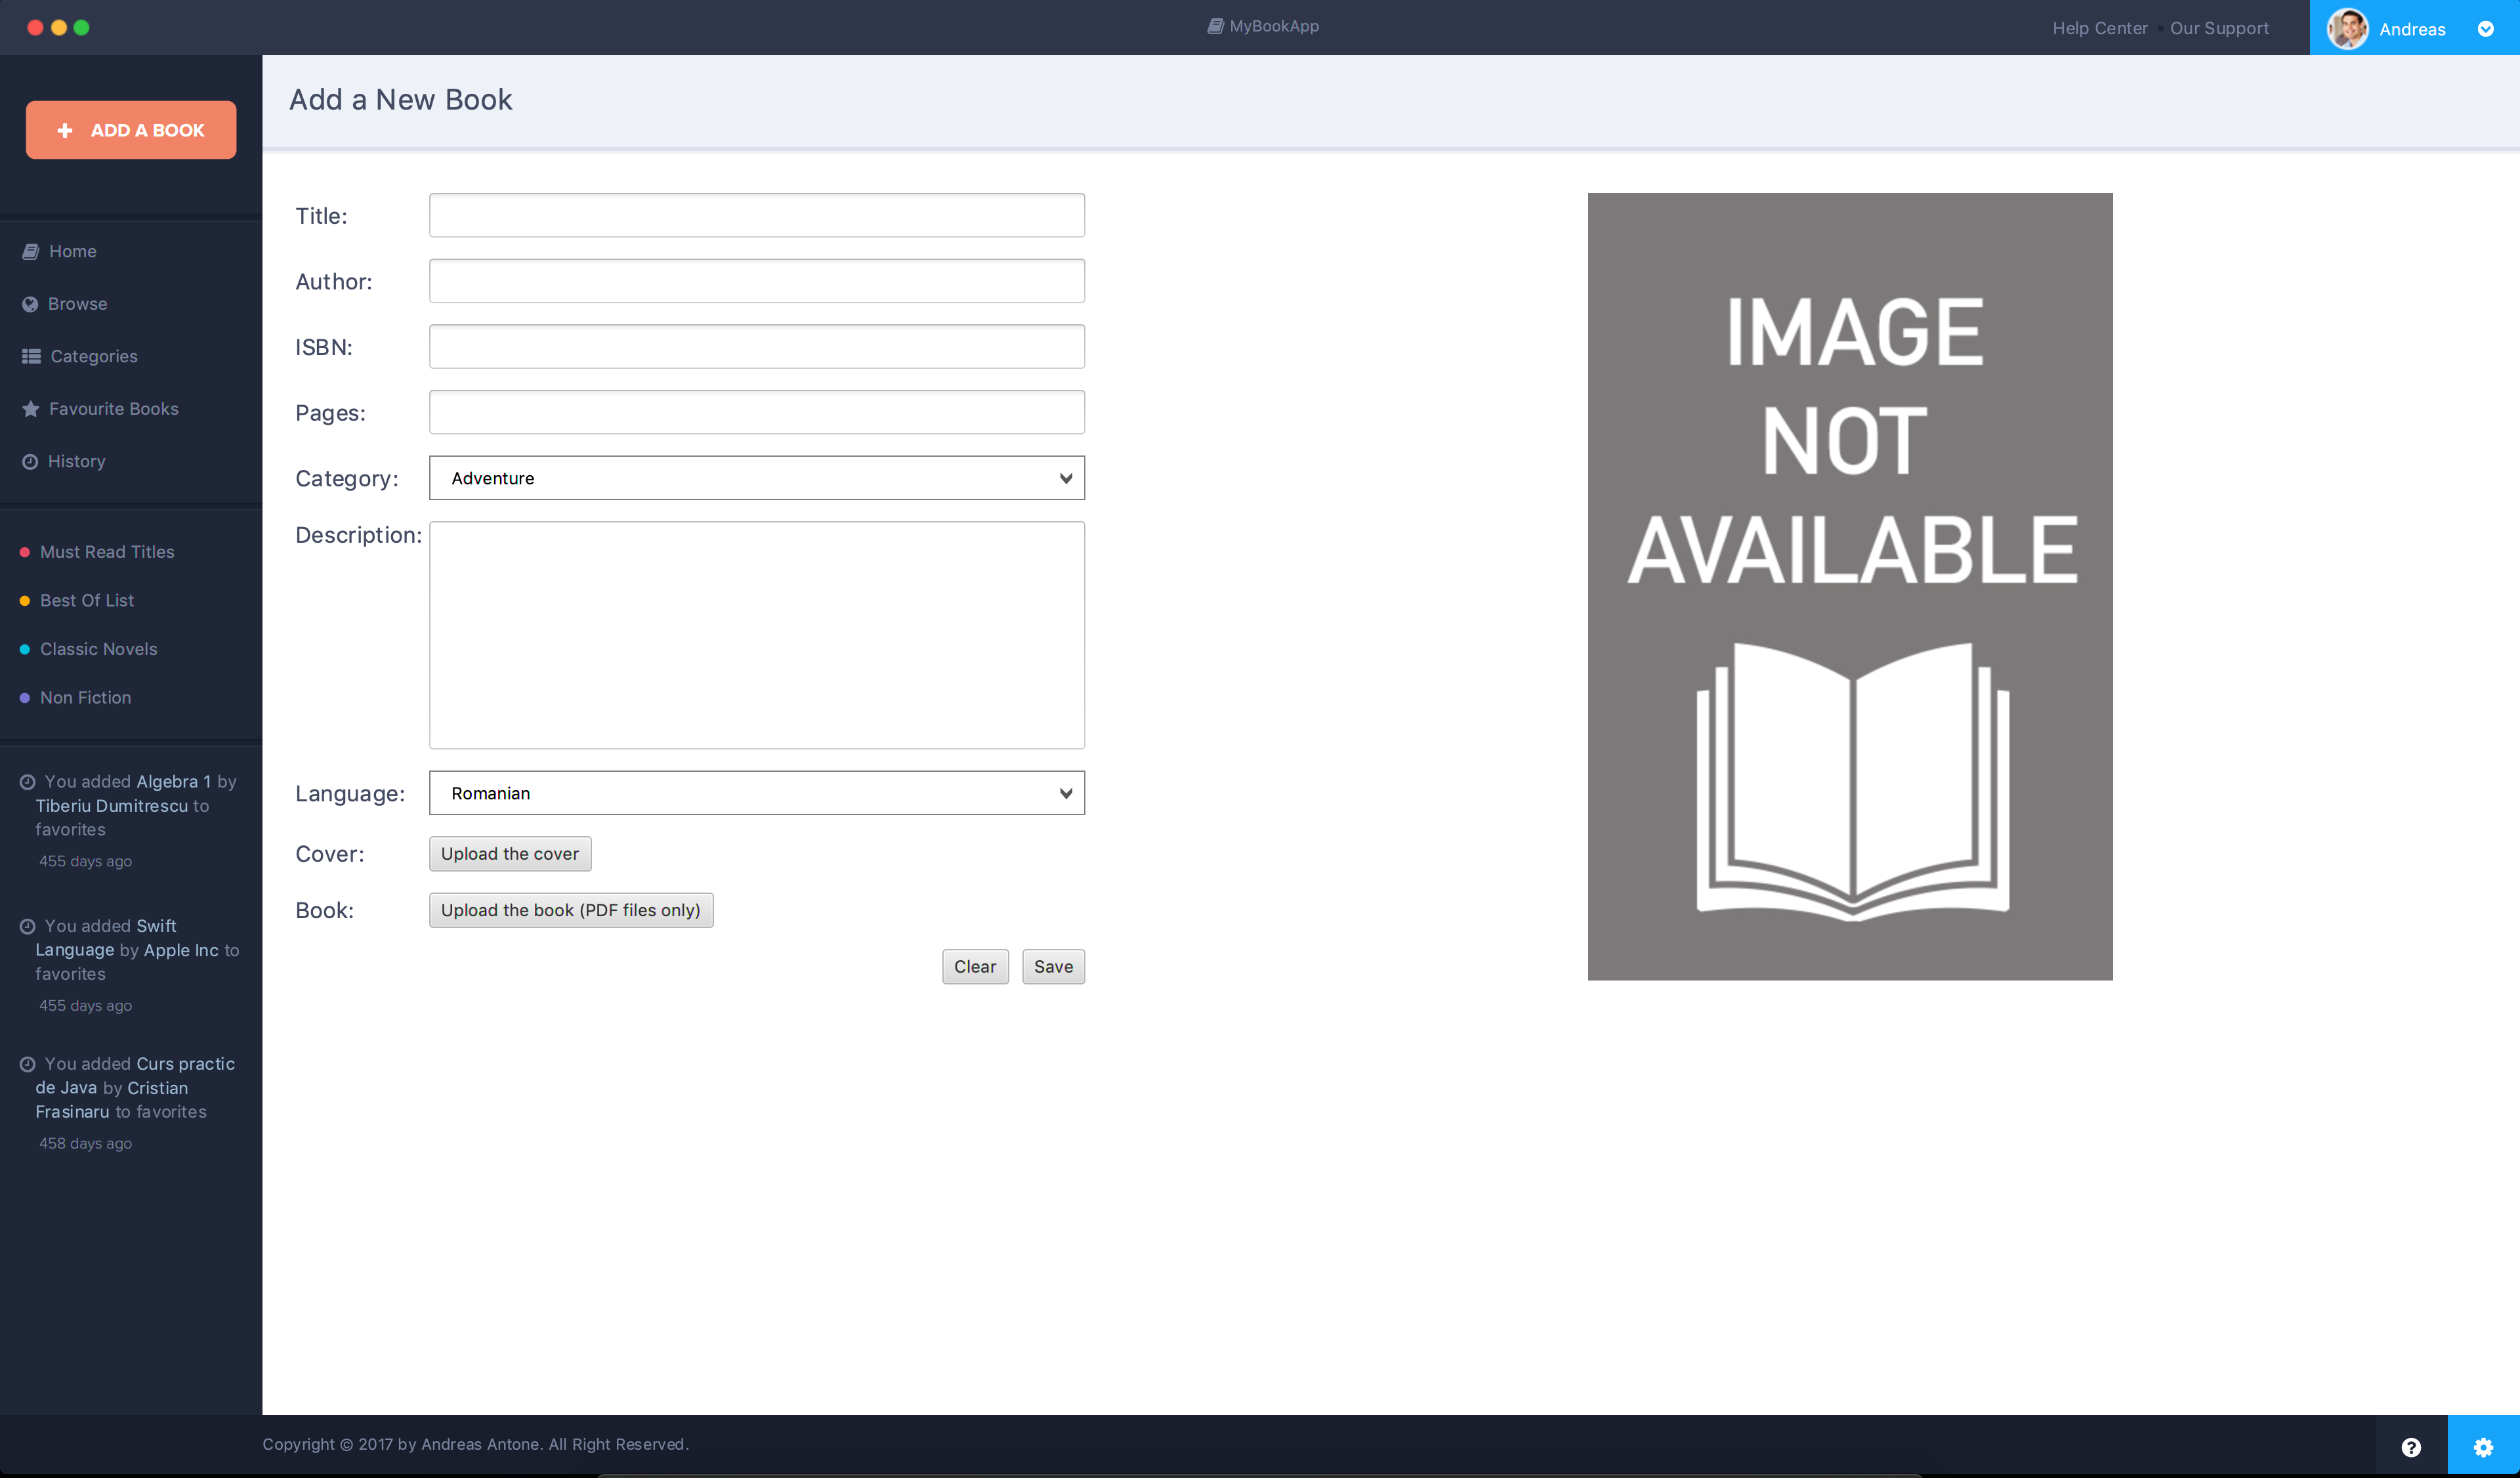 MyBookApp
Help Center • Our Support
Andreas
ADD A BOOK
Home
Browse
Categories
Favourite Books
History
Must Read Titles
Best Of List
Classic Novels
Non Fiction
You added Algebra 1 by
Tiberiu Dumitrescu to
favorites
455 days ago
You added Swift
Language by Apple Inc to
favorites
455 days ago
You added Curs practic
de Java by Cristian
Frasinaru to favorites
458 days ago
Add a New Book
Title:
Author:
ISBN:
Pages:
Category:
Adventure
Description:
Language:
Romanian
Cover:
Upload the cover
Book:
Upload the book (PDF files only)
Clear
Save
IMAGE
NOT
AVAILABLE
Copyright © 2017 by Andreas Antone. All Right Reserved.